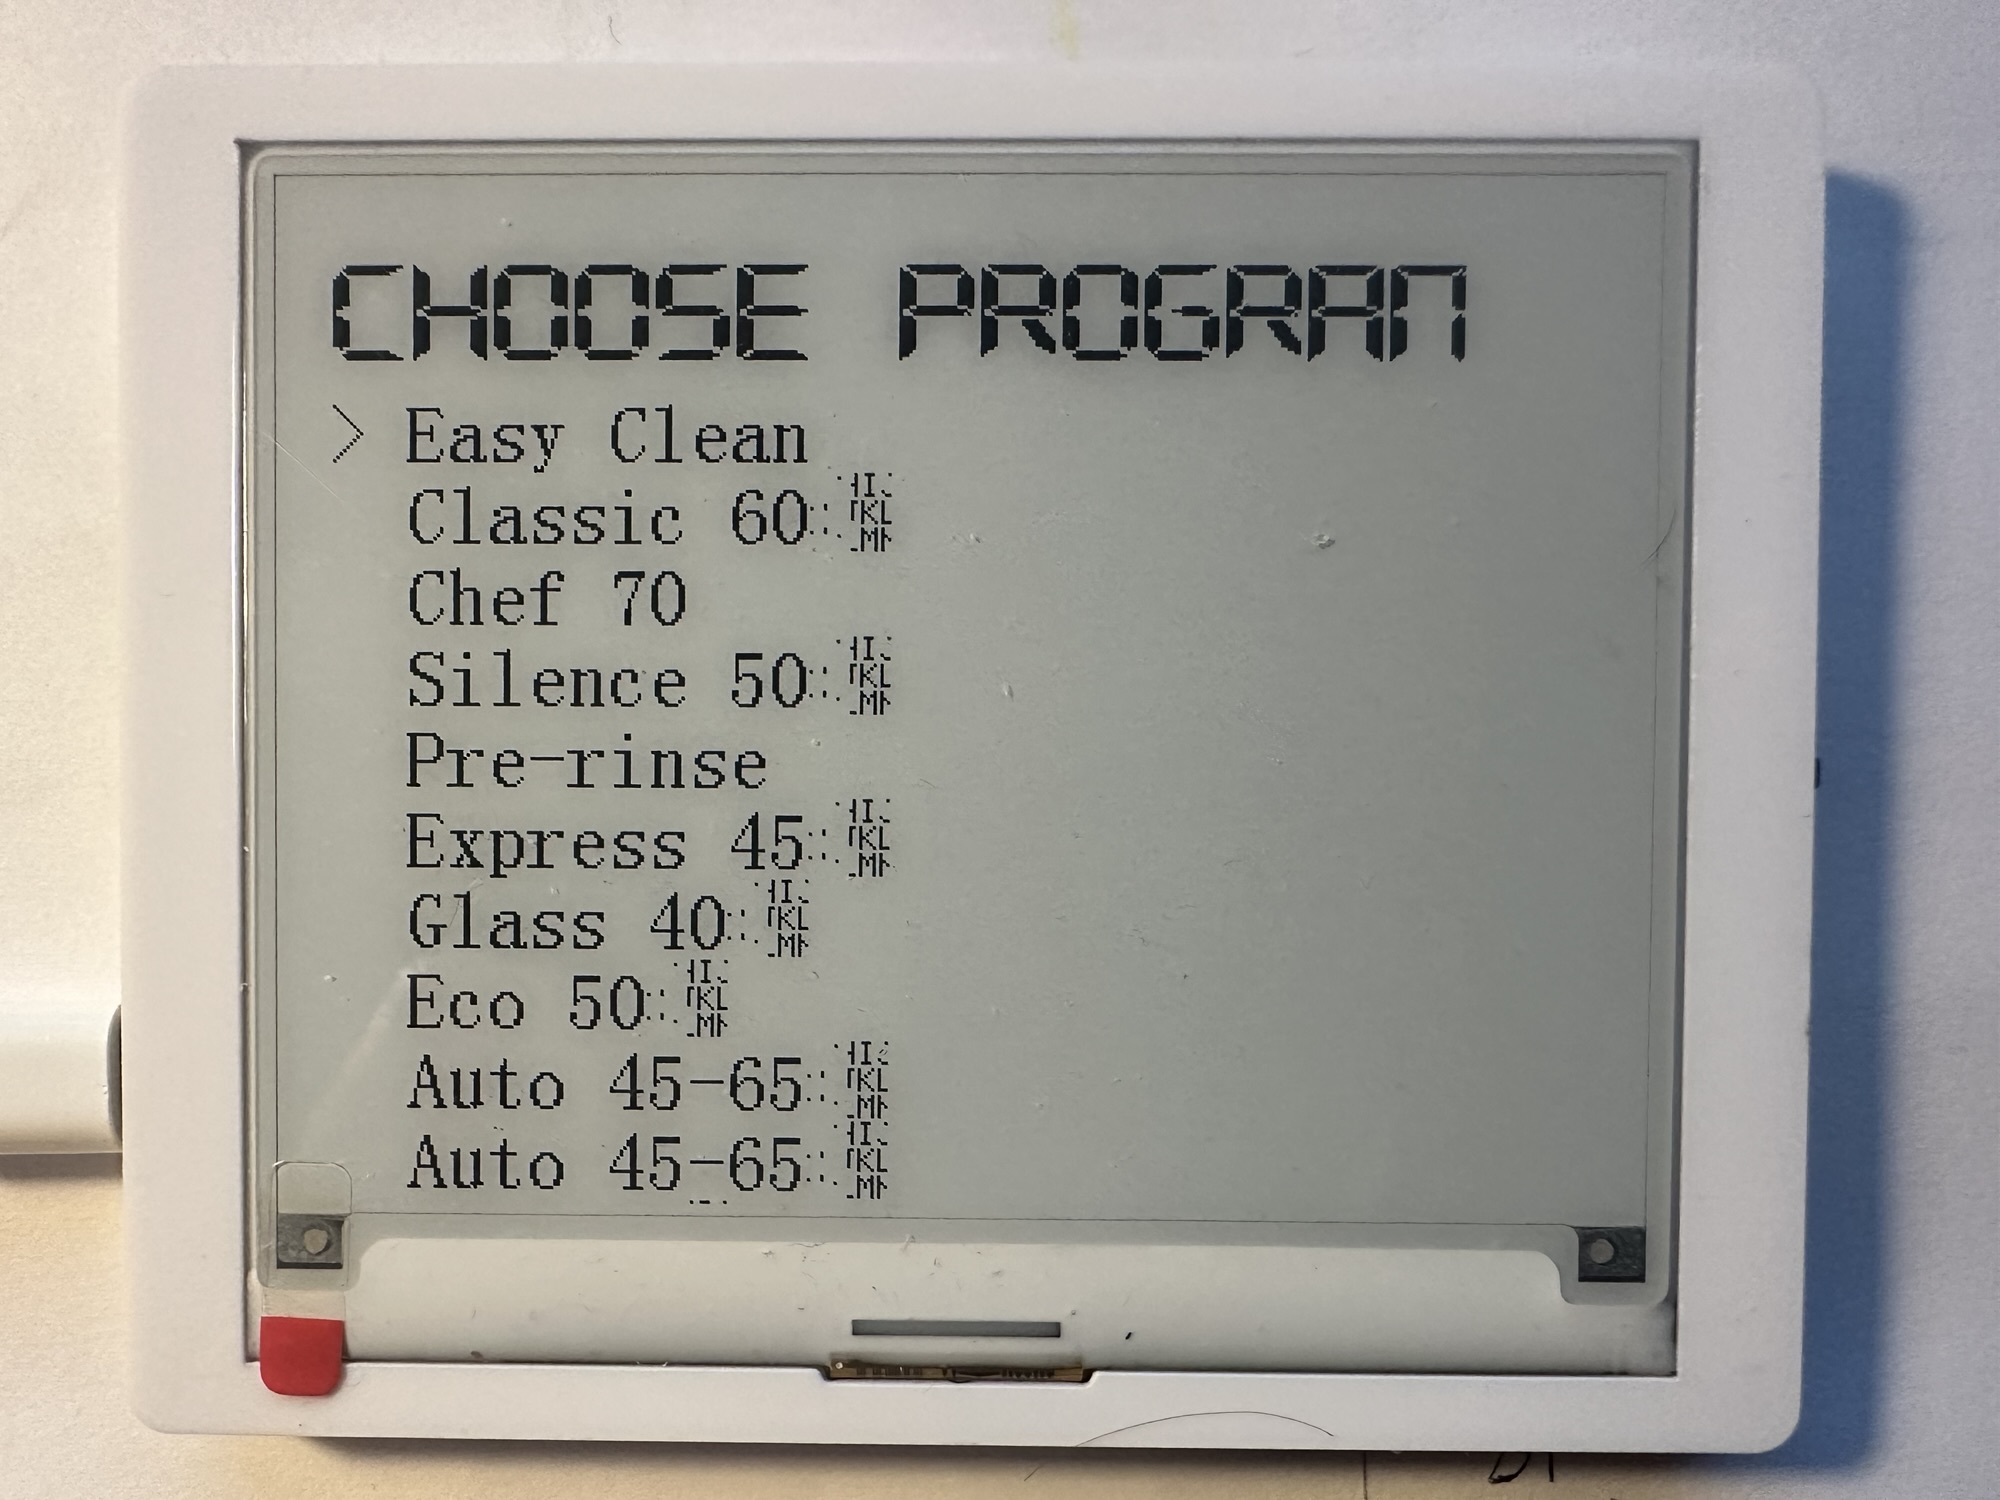 CHOOSE PROGRAM
> Easy Clean
Classic 60
Chef 70
Silence 50
Pre-rinse
Express 45
Glass 40
Eco 50
Auto 45-65
Auto 45-65